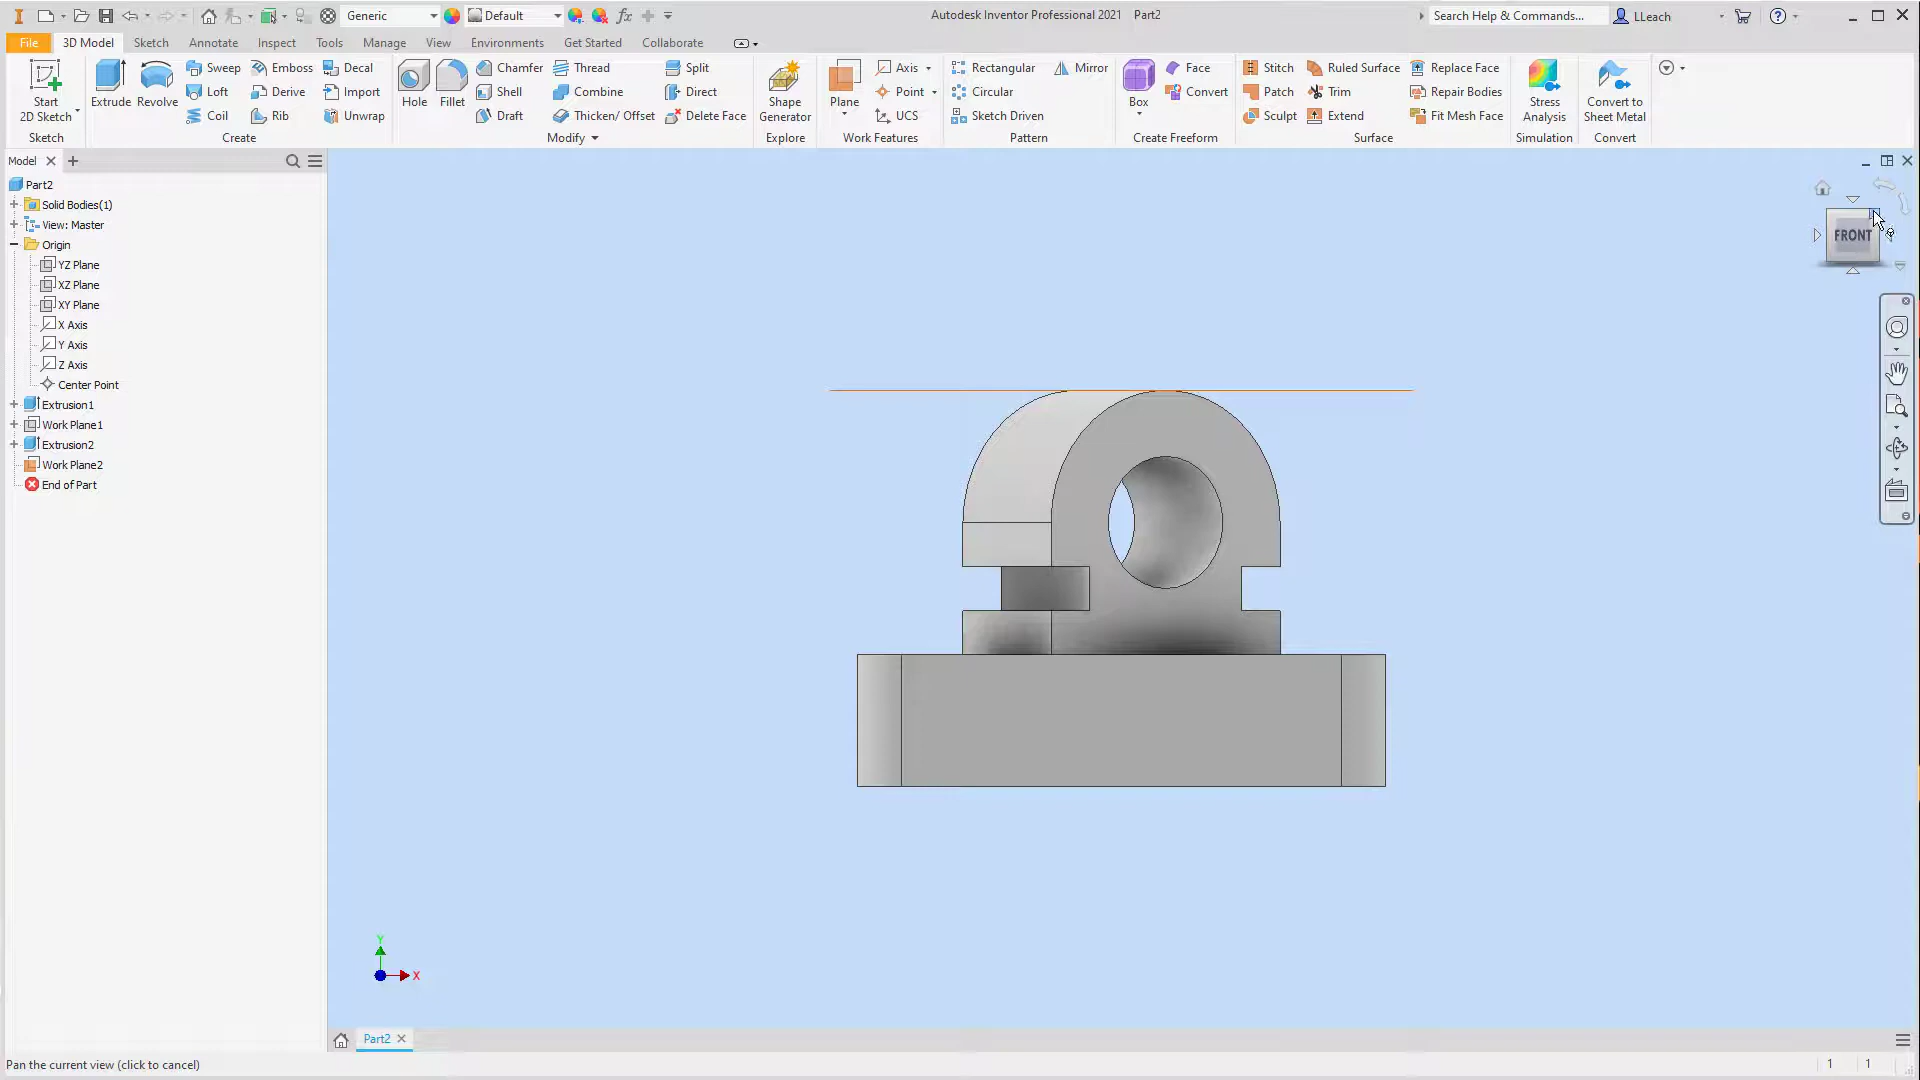 Generic
Default
Autodesk Inventor Professional 2021 Part2
Search Help & Commands...
LLeach
File
3D Model
Sketch
Annotate
Inspect
Tools
Manage
View
Environments
Get Started
Collaborate
Start
2D Sketch
Sketch
Extrude
Revolve
Sweep
Loft
Coil
Emboss
Derive
Rib
Decal
Import
Unwrap
Create
Hole
Fillet
Chamfer
Shell
Draft
Thread
Combine
Thicken/ Offset
Split
Direct
Delete Face
Modify
Shape
Generator
Explore
Plane
Axis
Point
UCS
Work Features
Rectangular
Circular
Sketch Driven
Mirror
Pattern
Box
Face
Convert
Create Freeform
Stitch
Patch
Sculpt
Ruled Surface
Trim
Extend
Replace Face
Repair Bodies
Fit Mesh Face
Surface
Stress
Analysis
Simulation
Convert to
Sheet Metal
Convert
Model
Part2
Solid Bodies(1)
View: Master
Origin
YZ Plane
XZ Plane
XY Plane
X Axis
Y Axis
Z Axis
Center Point
Extrusion1
Work Plane1
Extrusion2
Work Plane2
End of Part
FRONT
Y
X
Part2
Pan the current view (click to cancel)
1
1